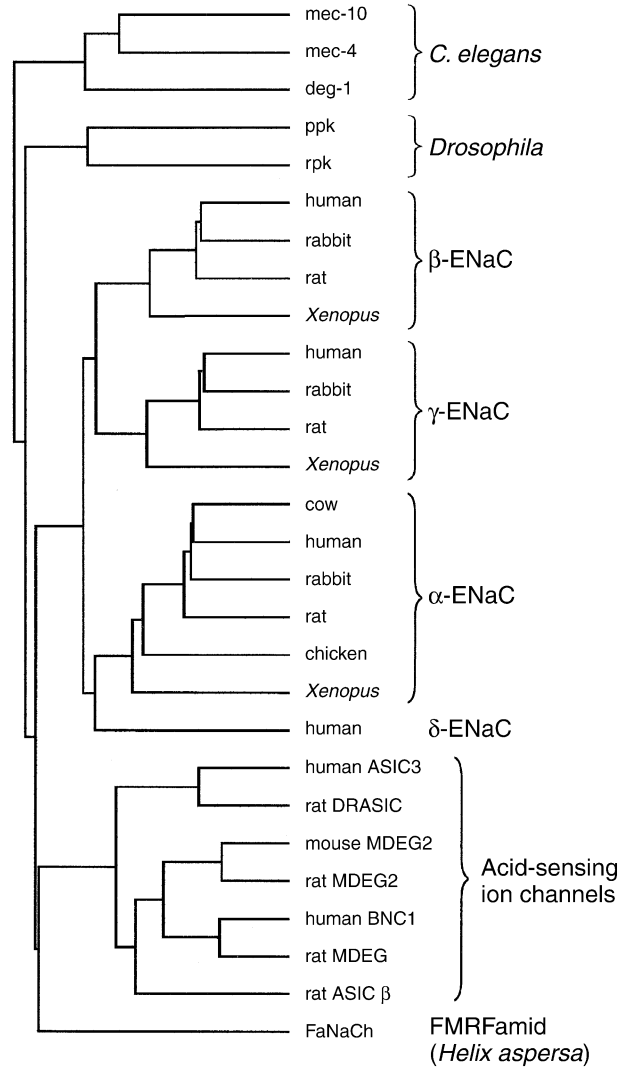 mec-10
mec-4
deg-1
C. elegans
ppk
rpk
Drosophila
human
rabbit
rat
Xenopus
β-ENaC
human
rabbit
rat
Xenopus
γ-ENaC
cow
human
rabbit
rat
chicken
Xenopus
α-ENaC
human
δ-ENaC
human ASIC3
rat DRASIC
mouse MDEG2
rat MDEG2
human BNC1
rat MDEG
rat ASIC β
Acid-sensing
ion channels
FaNaCh
FMRFamid
(Helix aspersa)